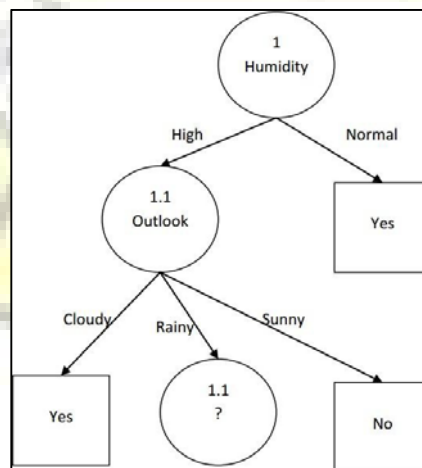 1
Humidity
High
Normal
1.1
Outlook
Yes
Cloudy
Rainy
Sunny
Yes
1.1
?
No